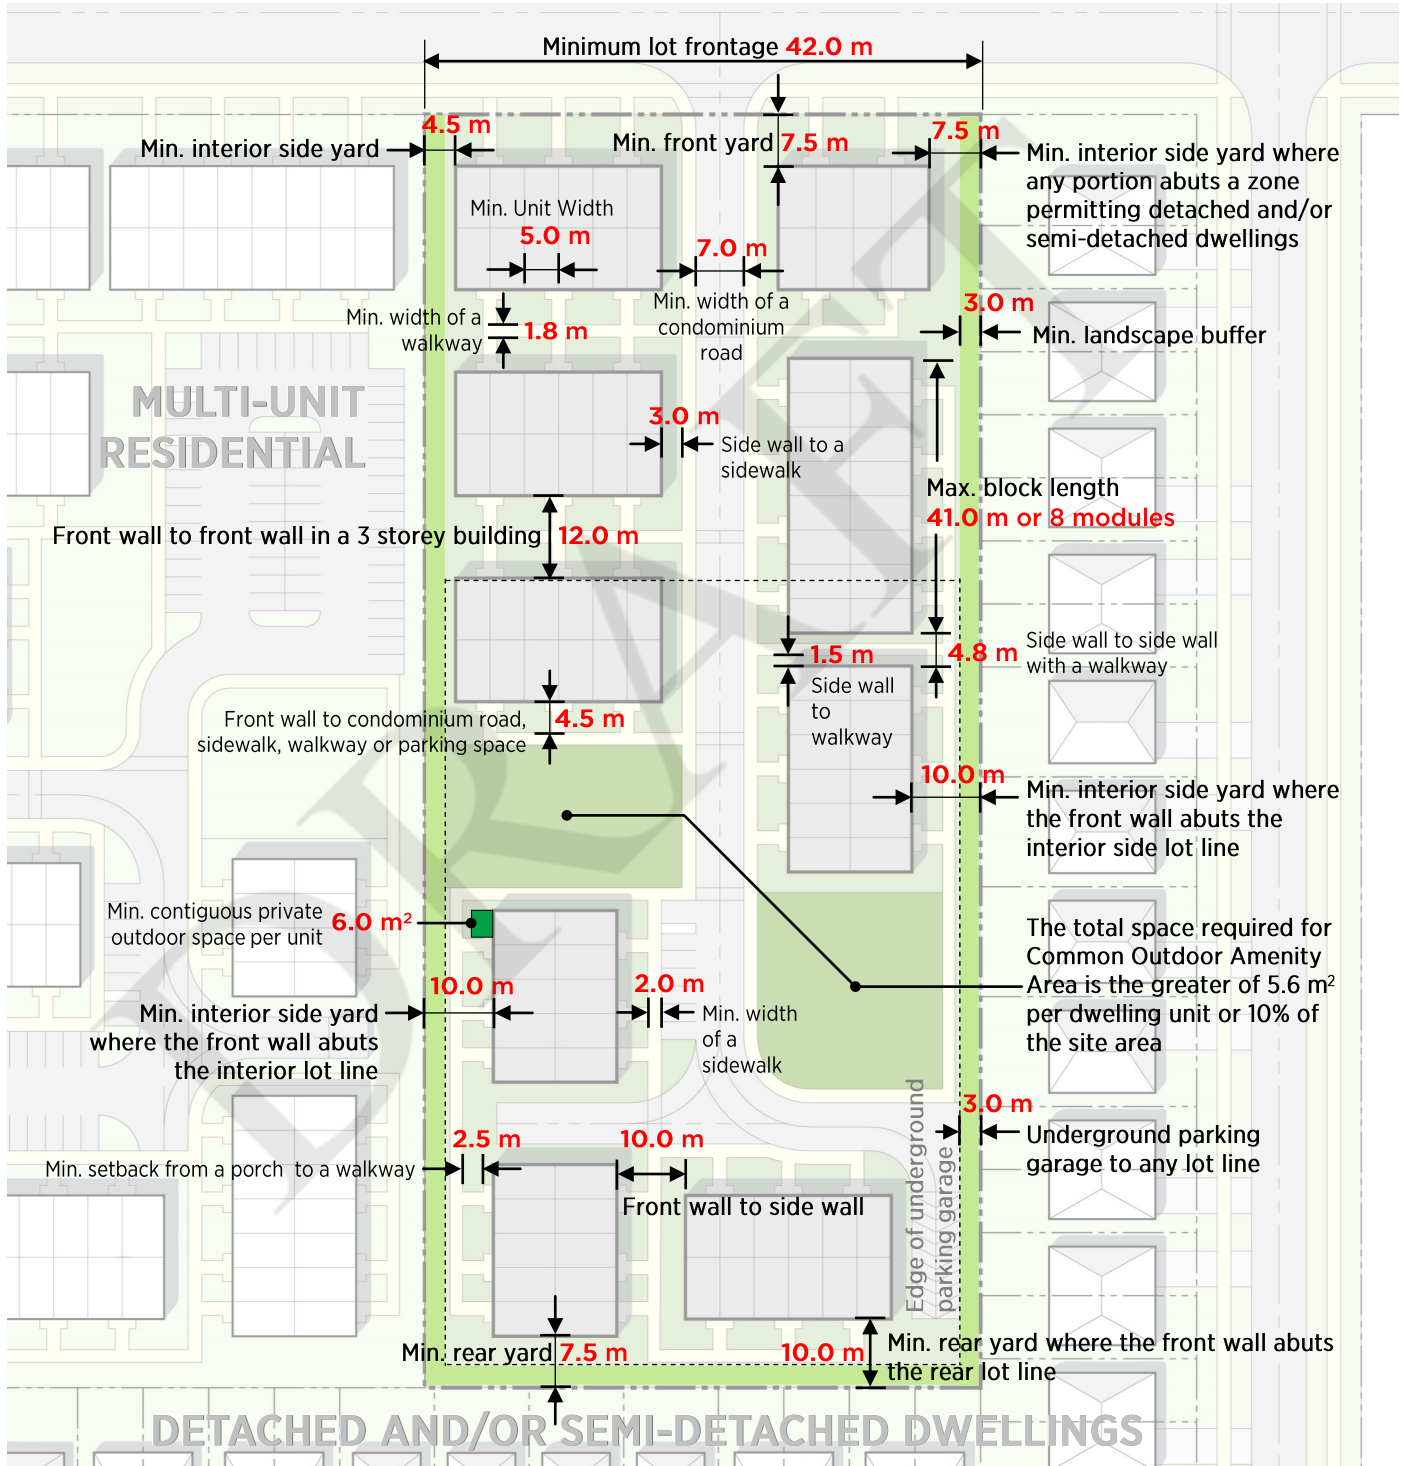 Minimum lot frontage 42.0 m
4.5 m
Min. interior side yard
Min. front yard 7.5 m
7.5 m
Min. interior side yard where
any portion abuts a zone
permitting detached and/or
semi-detached dwellings
Min. Unit Width
5.0 m
7.0 m
Min. width of a
condominium
road
Min. width of a
walkway
1.8 m
3.0 m
Min. landscape buffer
MULTI-UNIT
RESIDENTIAL
3.0 m
Side wall to a
sidewalk
Max. block length
41.0 m or 8 modules
Front wall to front wall in a 3 storey building 12.0 m
1.5 m
Side wall
to
walkway
4.8 m
Side wall to side wall
with a walkway
Front wall to condominium road,
sidewalk, walkway or parking space
4.5 m
10.0 m
Min. interior side yard where
the front wall abuts the
interior side lot line
Min. contiguous private
outdoor space per unit
6.0 m²
The total space required for
Common Outdoor Amenity
Area is the greater of 5.6 m²
per dwelling unit or 10% of
the site area
10.0 m
Min. interior side yard
where the front wall abuts
the interior lot line
2.0 m
Min. width
of a
sidewalk
Edge of underground
parking garage
3.0 m
Underground parking
garage to any lot line
2.5 m
Min. setback from a porch to a walkway
10.0 m
Front wall to side wall
Min. rear yard 7.5 m
10.0 m
Min. rear yard where the front wall abuts
the rear lot line
DETACHED AND/OR SEMI-DETACHED DWELLINGS
DRAFT